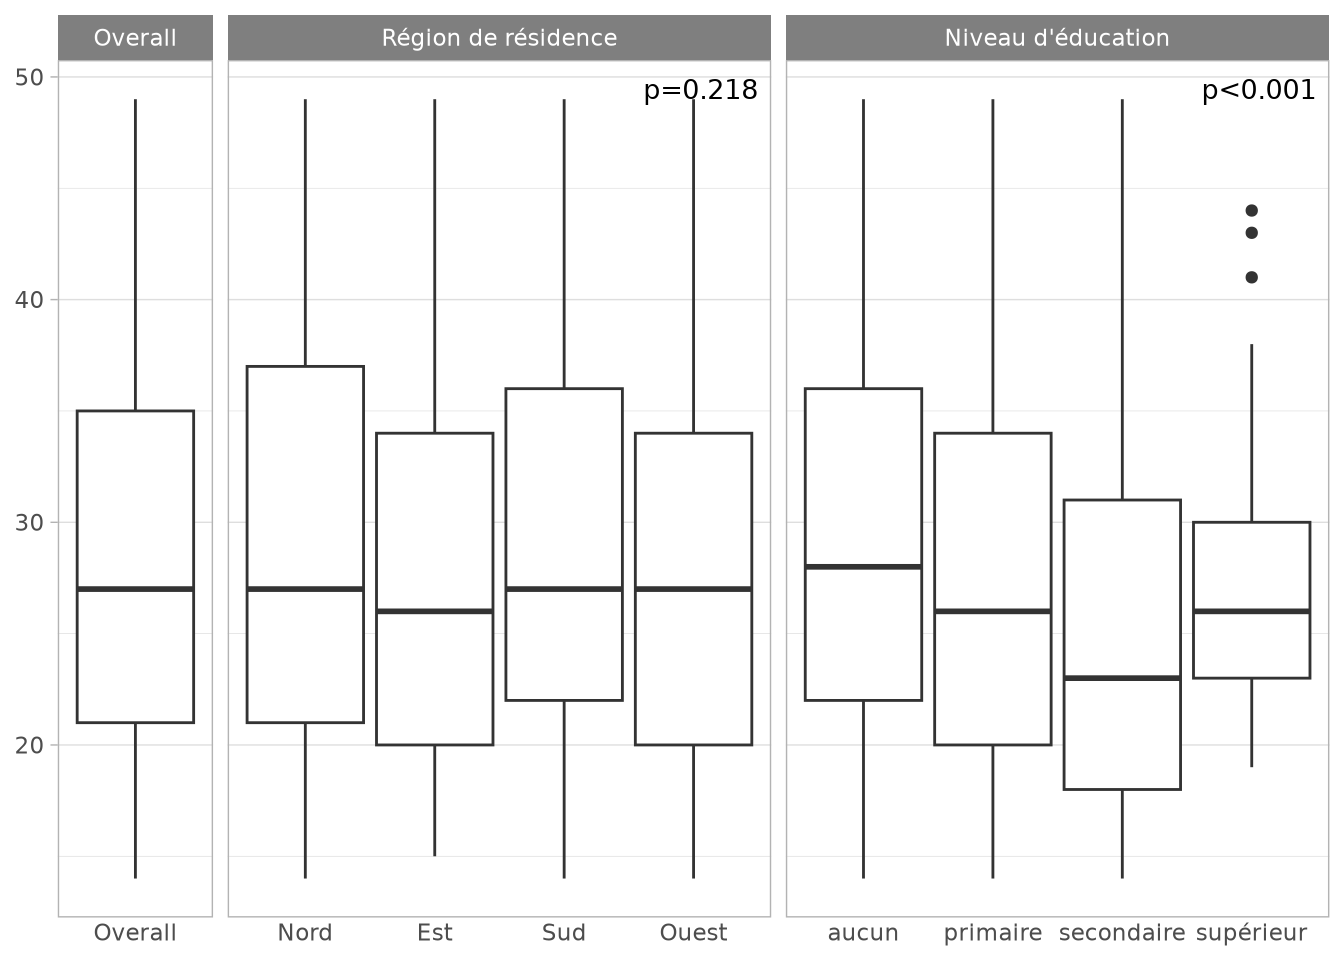 Overall
Région de résidence
Niveau d'éducation
50
p=0.218
p<0.001
40
30
20
Overall
Nord
Est
Sud
Ouest
aucun
primaire
secondaire
supérieur